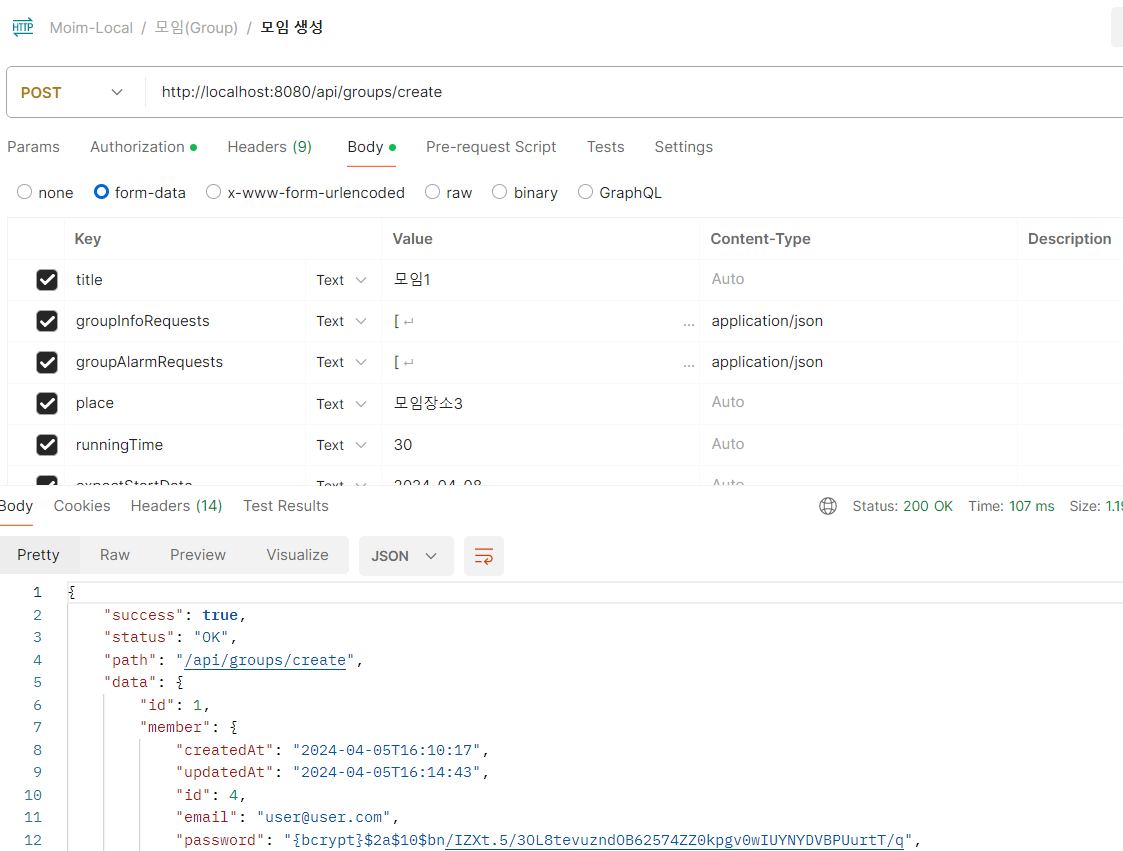 HTTP Moim-Local / 모임(Group) / 모임 생성
POST http://localhost:8080/api/groups/create
Params Authorization Headers (9) Body Pre-request Script Tests Settings
none form-data x-www-form-urlencoded raw binary GraphQL
Key Value Content-Type Description
title Text 모임1 Auto
groupInfoRequests Text [ ↵ ... application/json
groupAlarmRequests Text [ ↵ ... application/json
place Text 모임장소3 Auto
runningTime Text 30 Auto
expectStartDate Text 2024-04-08 Auto
Body Cookies Headers (14) Test Results Status: 200 OK Time: 107 ms Size: 1.19
Pretty Raw Preview Visualize JSON
1 {
2 "success": true,
3 "status": "OK",
4 "path": "/api/groups/create",
5 "data": {
6 "id": 1,
7 "member": {
8 "createdAt": "2024-04-05T16:10:17",
9 "updatedAt": "2024-04-05T16:14:43",
10 "id": 4,
11 "email": "user@user.com",
12 "password": "{bcrypt}$2a$10$bn/IZXt.5/3OL8tevuzndOB62574ZZ0kpgv0wIUYNYDVBPUurtT/q",